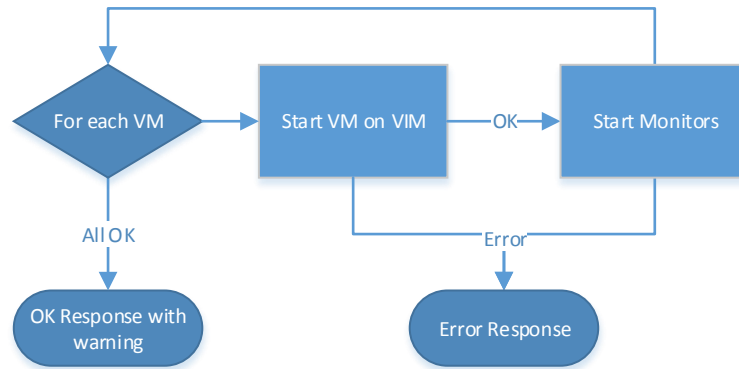 For each VM
Start VM on VIM
OK
Start Monitors
All OK
Error
OK Response with
warning
Error Response